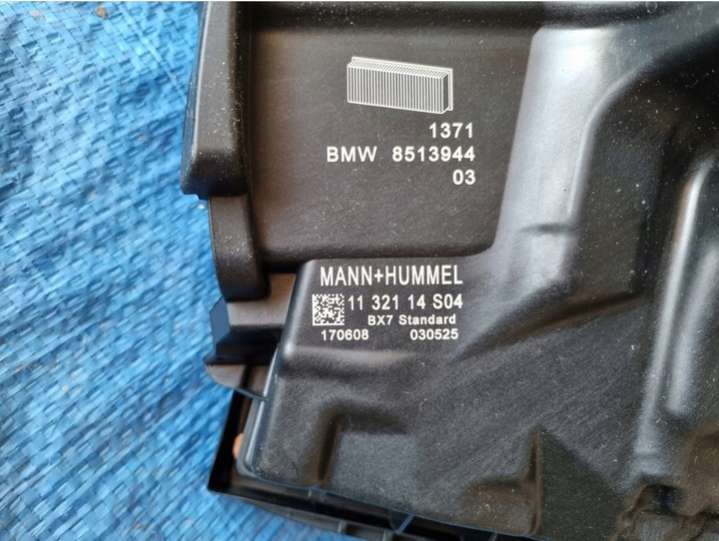 1371
BMW 8513944
03
MANN+HUMMEL
11 321 14 S04
BX7 Standard
170608 030525